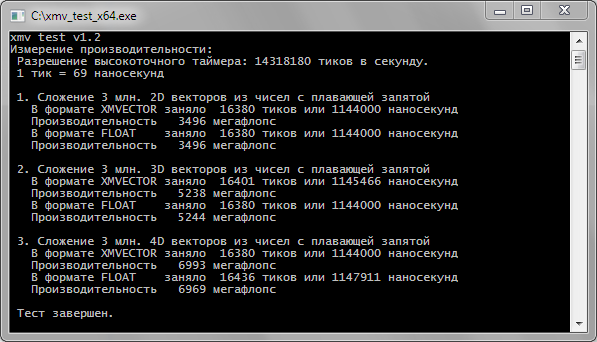 C:\xmv_test_x64.exe
xmv test v1.2
Измерение производительности:
Разрешение высокоточного таймера: 14318180 тиков в секунду.
1 тик = 69 наносекунд
1. Сложение 3 млн. 2D векторов из чисел с плавающей запятой
В формате XMVECTOR заняло 16380 тиков или 1144000 наносекунд
Производительность 3496 мегафлопс
В формате FLOAT заняло 16380 тиков или 1144000 наносекунд
Производительность 3496 мегафлопс
2. Сложение 3 млн. 3D векторов из чисел с плавающей запятой
В формате XMVECTOR заняло 16401 тиков или 1145466 наносекунд
Производительность 5238 мегафлопс
В формате FLOAT заняло 16380 тиков или 1144000 наносекунд
Производительность 5244 мегафлопс
3. Сложение 3 млн. 4D векторов из чисел с плавающей запятой
В формате XMVECTOR заняло 16380 тиков или 1144000 наносекунд
Производительность 6993 мегафлопс
В формате FLOAT заняло 16436 тиков или 1147911 наносекунд
Производительность 6969 мегафлопс
Тест завершен.